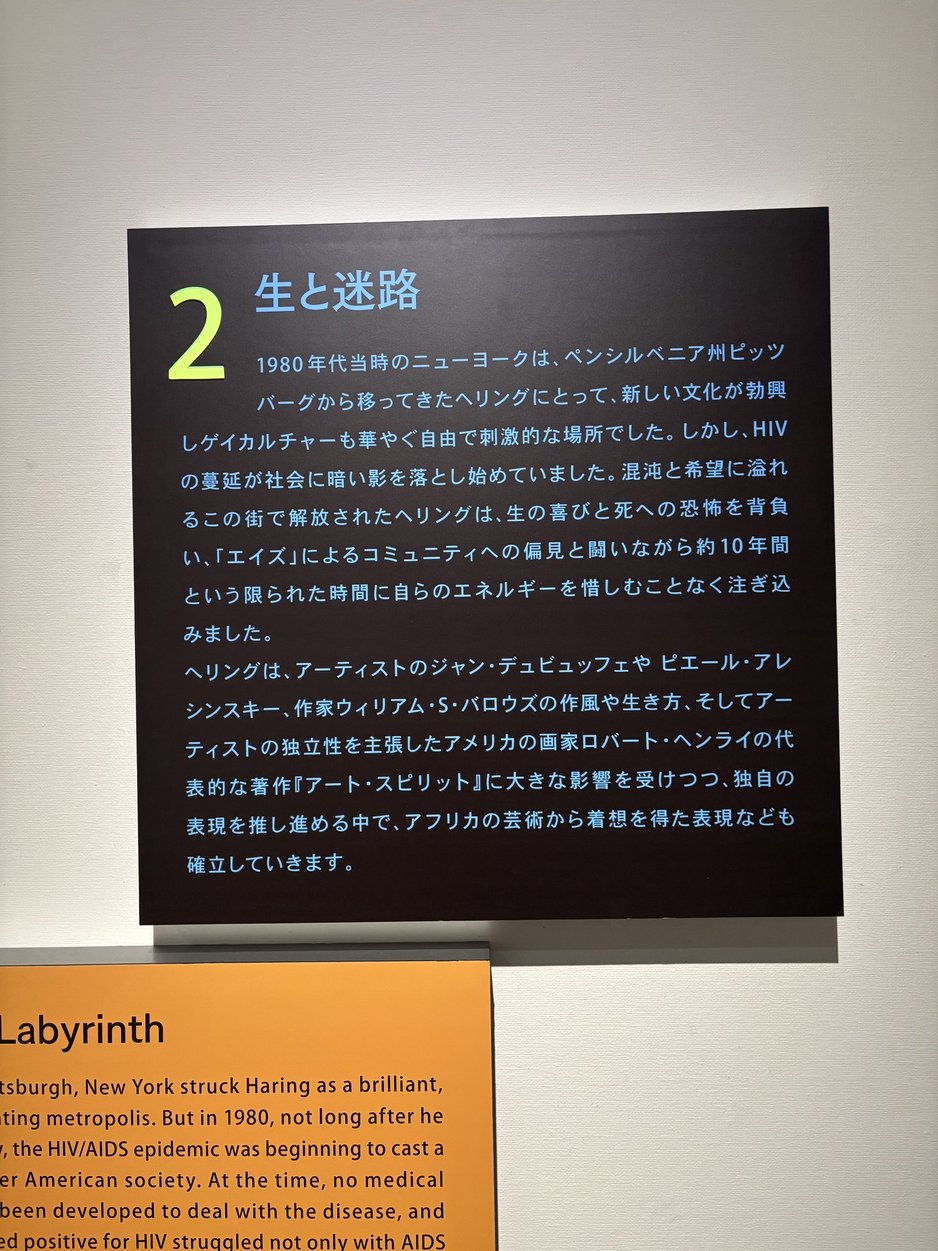 2
生と迷路
1980年代当時のニューヨークは、ペンシルベニア州ピッツ
バーグから移ってきたヘリングにとって、新しい文化が勃興
しゲイカルチャーも華やぐ自由で刺激的な場所でした。しかし、HIV
の蔓延が社会に暗い影を落とし始めていました。混沌と希望に溢れ
るこの街で解放されたヘリングは、生の喜びと死への恐怖を背負
い、「エイズ」によるコミュニティへの偏見と闘いながら約10年間
という限られた時間に自らのエネルギーを惜しむことなく注ぎ込
みました。
ヘリングは、アーティストのジャン・デュビュッフェや ピエール・アレ
シンスキー、作家ウィリアム・S・バロウズの作風や生き方、そしてアー
ティストの独立性を主張したアメリカの画家ロバート・ヘンライの代
表的な著作『アート・スピリット』に大きな影響を受けつつ、独自の
表現を推し進める中で、アフリカの芸術から着想を得た表現なども
確立していきます。
Labyrinth
tsburgh, New York struck Haring as a brilliant,
ting metropolis. But in 1980, not long after he
, the HIV/AIDS epidemic was beginning to cast a
er American society. At the time, no medical
been developed to deal with the disease, and
ed positive for HIV struggled not only with AIDS